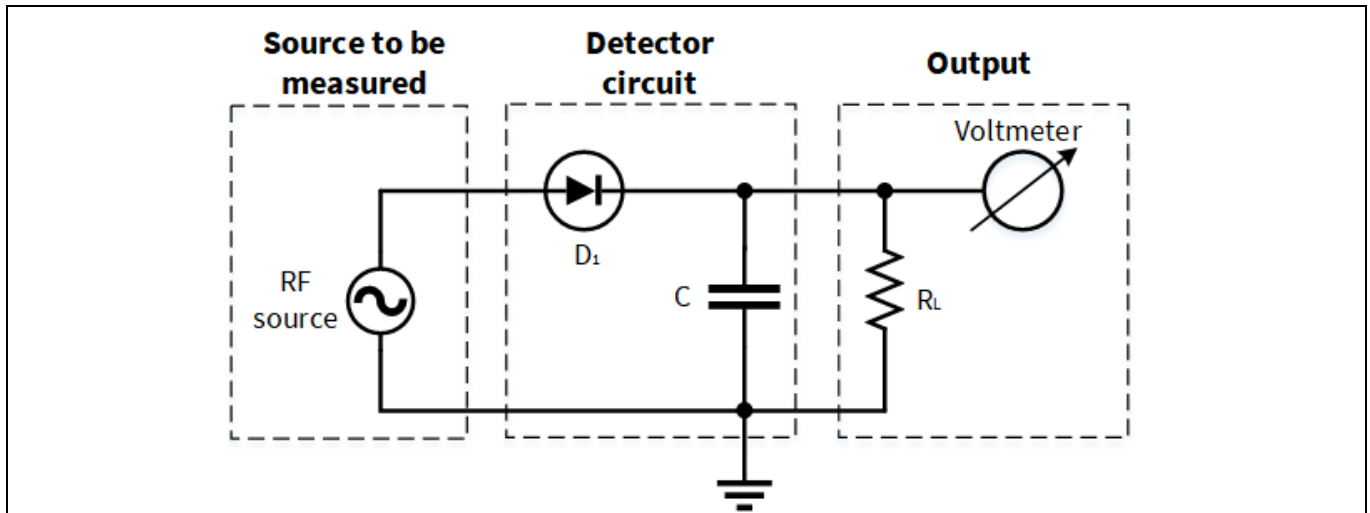 Source to be
measured
Detector
circuit
Output
Voltmeter
D₁
RF
source
C
RL